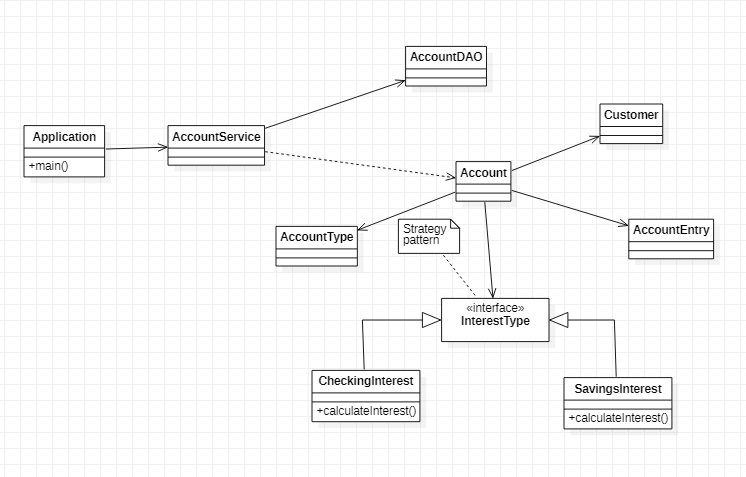 AccountDAO
Customer
Application
+main()
AccountService
Account
AccountType
Strategy
pattern
AccountEntry
«interface»
InterestType
CheckingInterest
+calculateInterest()
SavingsInterest
+calculateInterest()